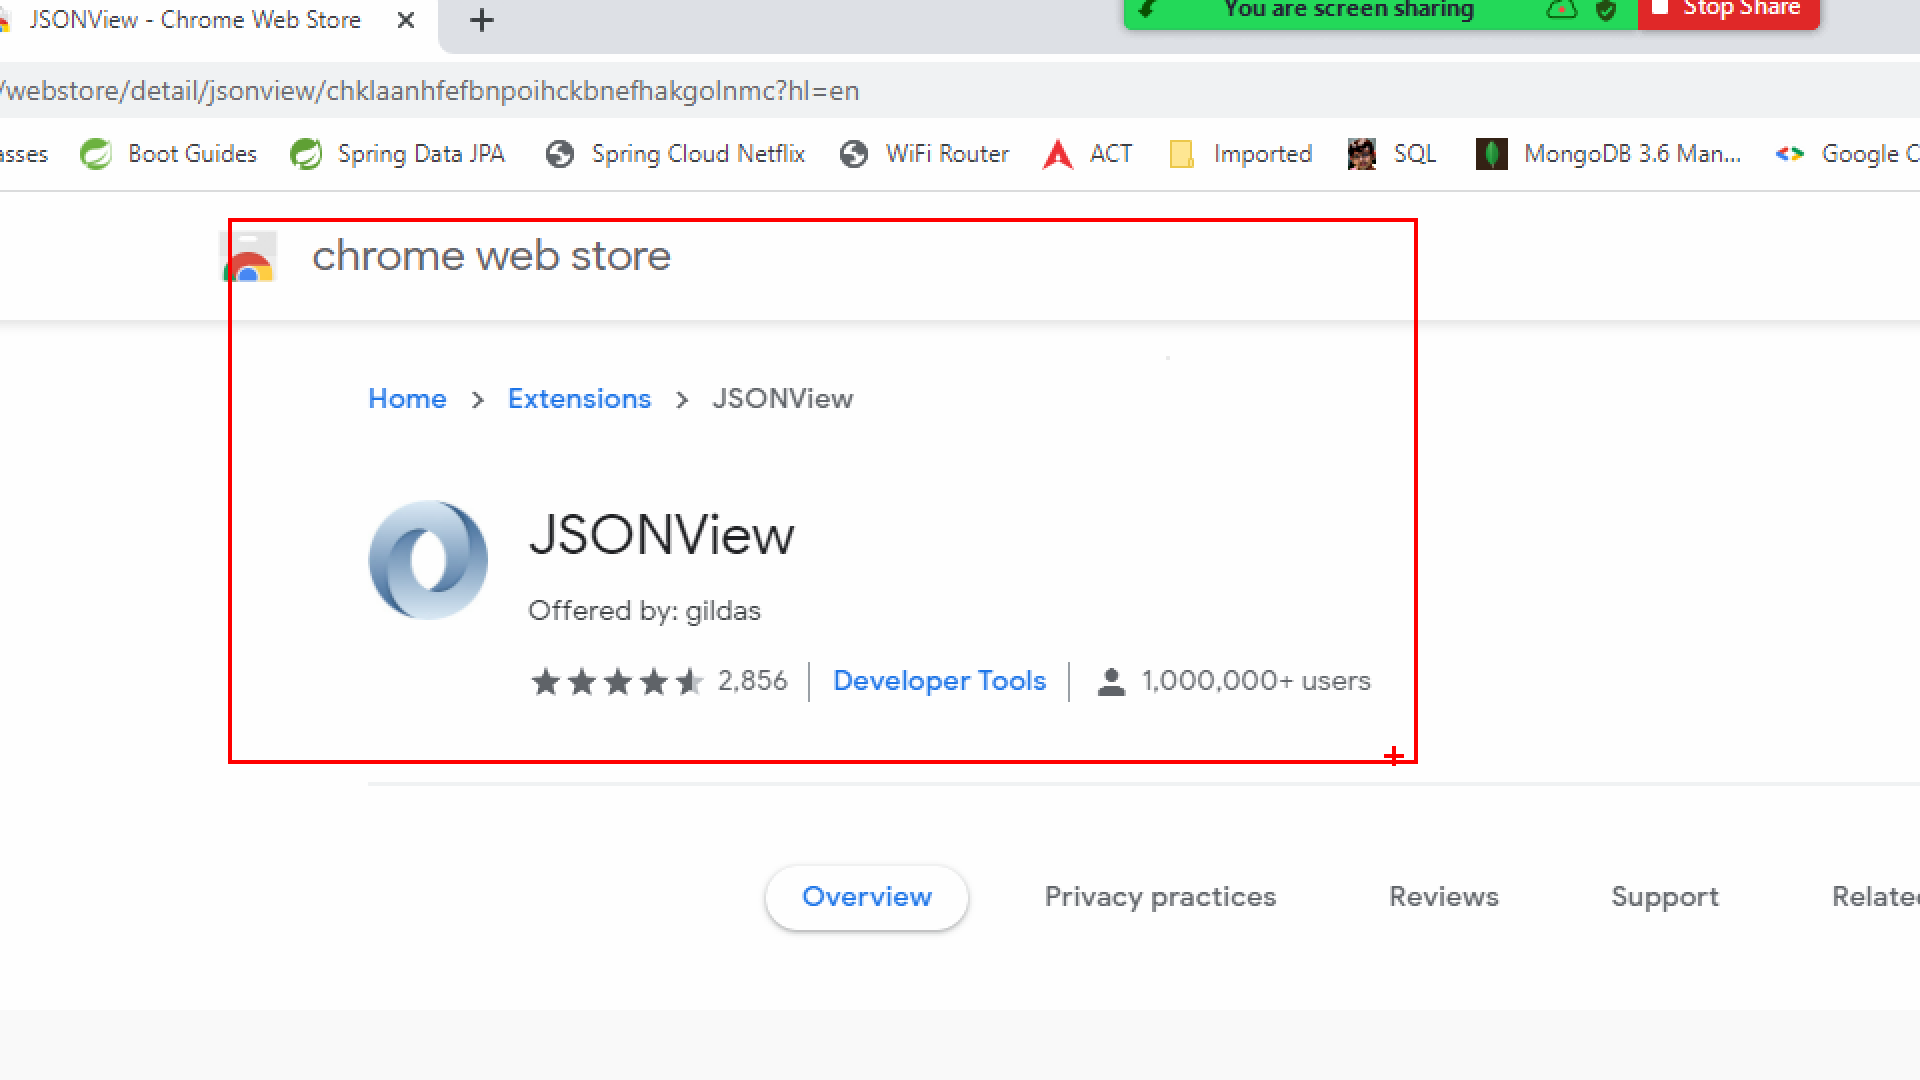 JSONView - Chrome Web Store
You are screen sharing
Stop Share
/webstore/detail/jsonview/chklaanhfefbnpoihckbnefhakgolnmc?hl=en
asses Boot Guides Spring Data JPA Spring Cloud Netflix WiFi Router ACT Imported SQL MongoDB 3.6 Man... Google C
chrome web store
Home > Extensions > JSONView
JSONView
Offered by: gildas
2,856 Developer Tools 1,000,000+ users
Overview Privacy practices Reviews Support Related